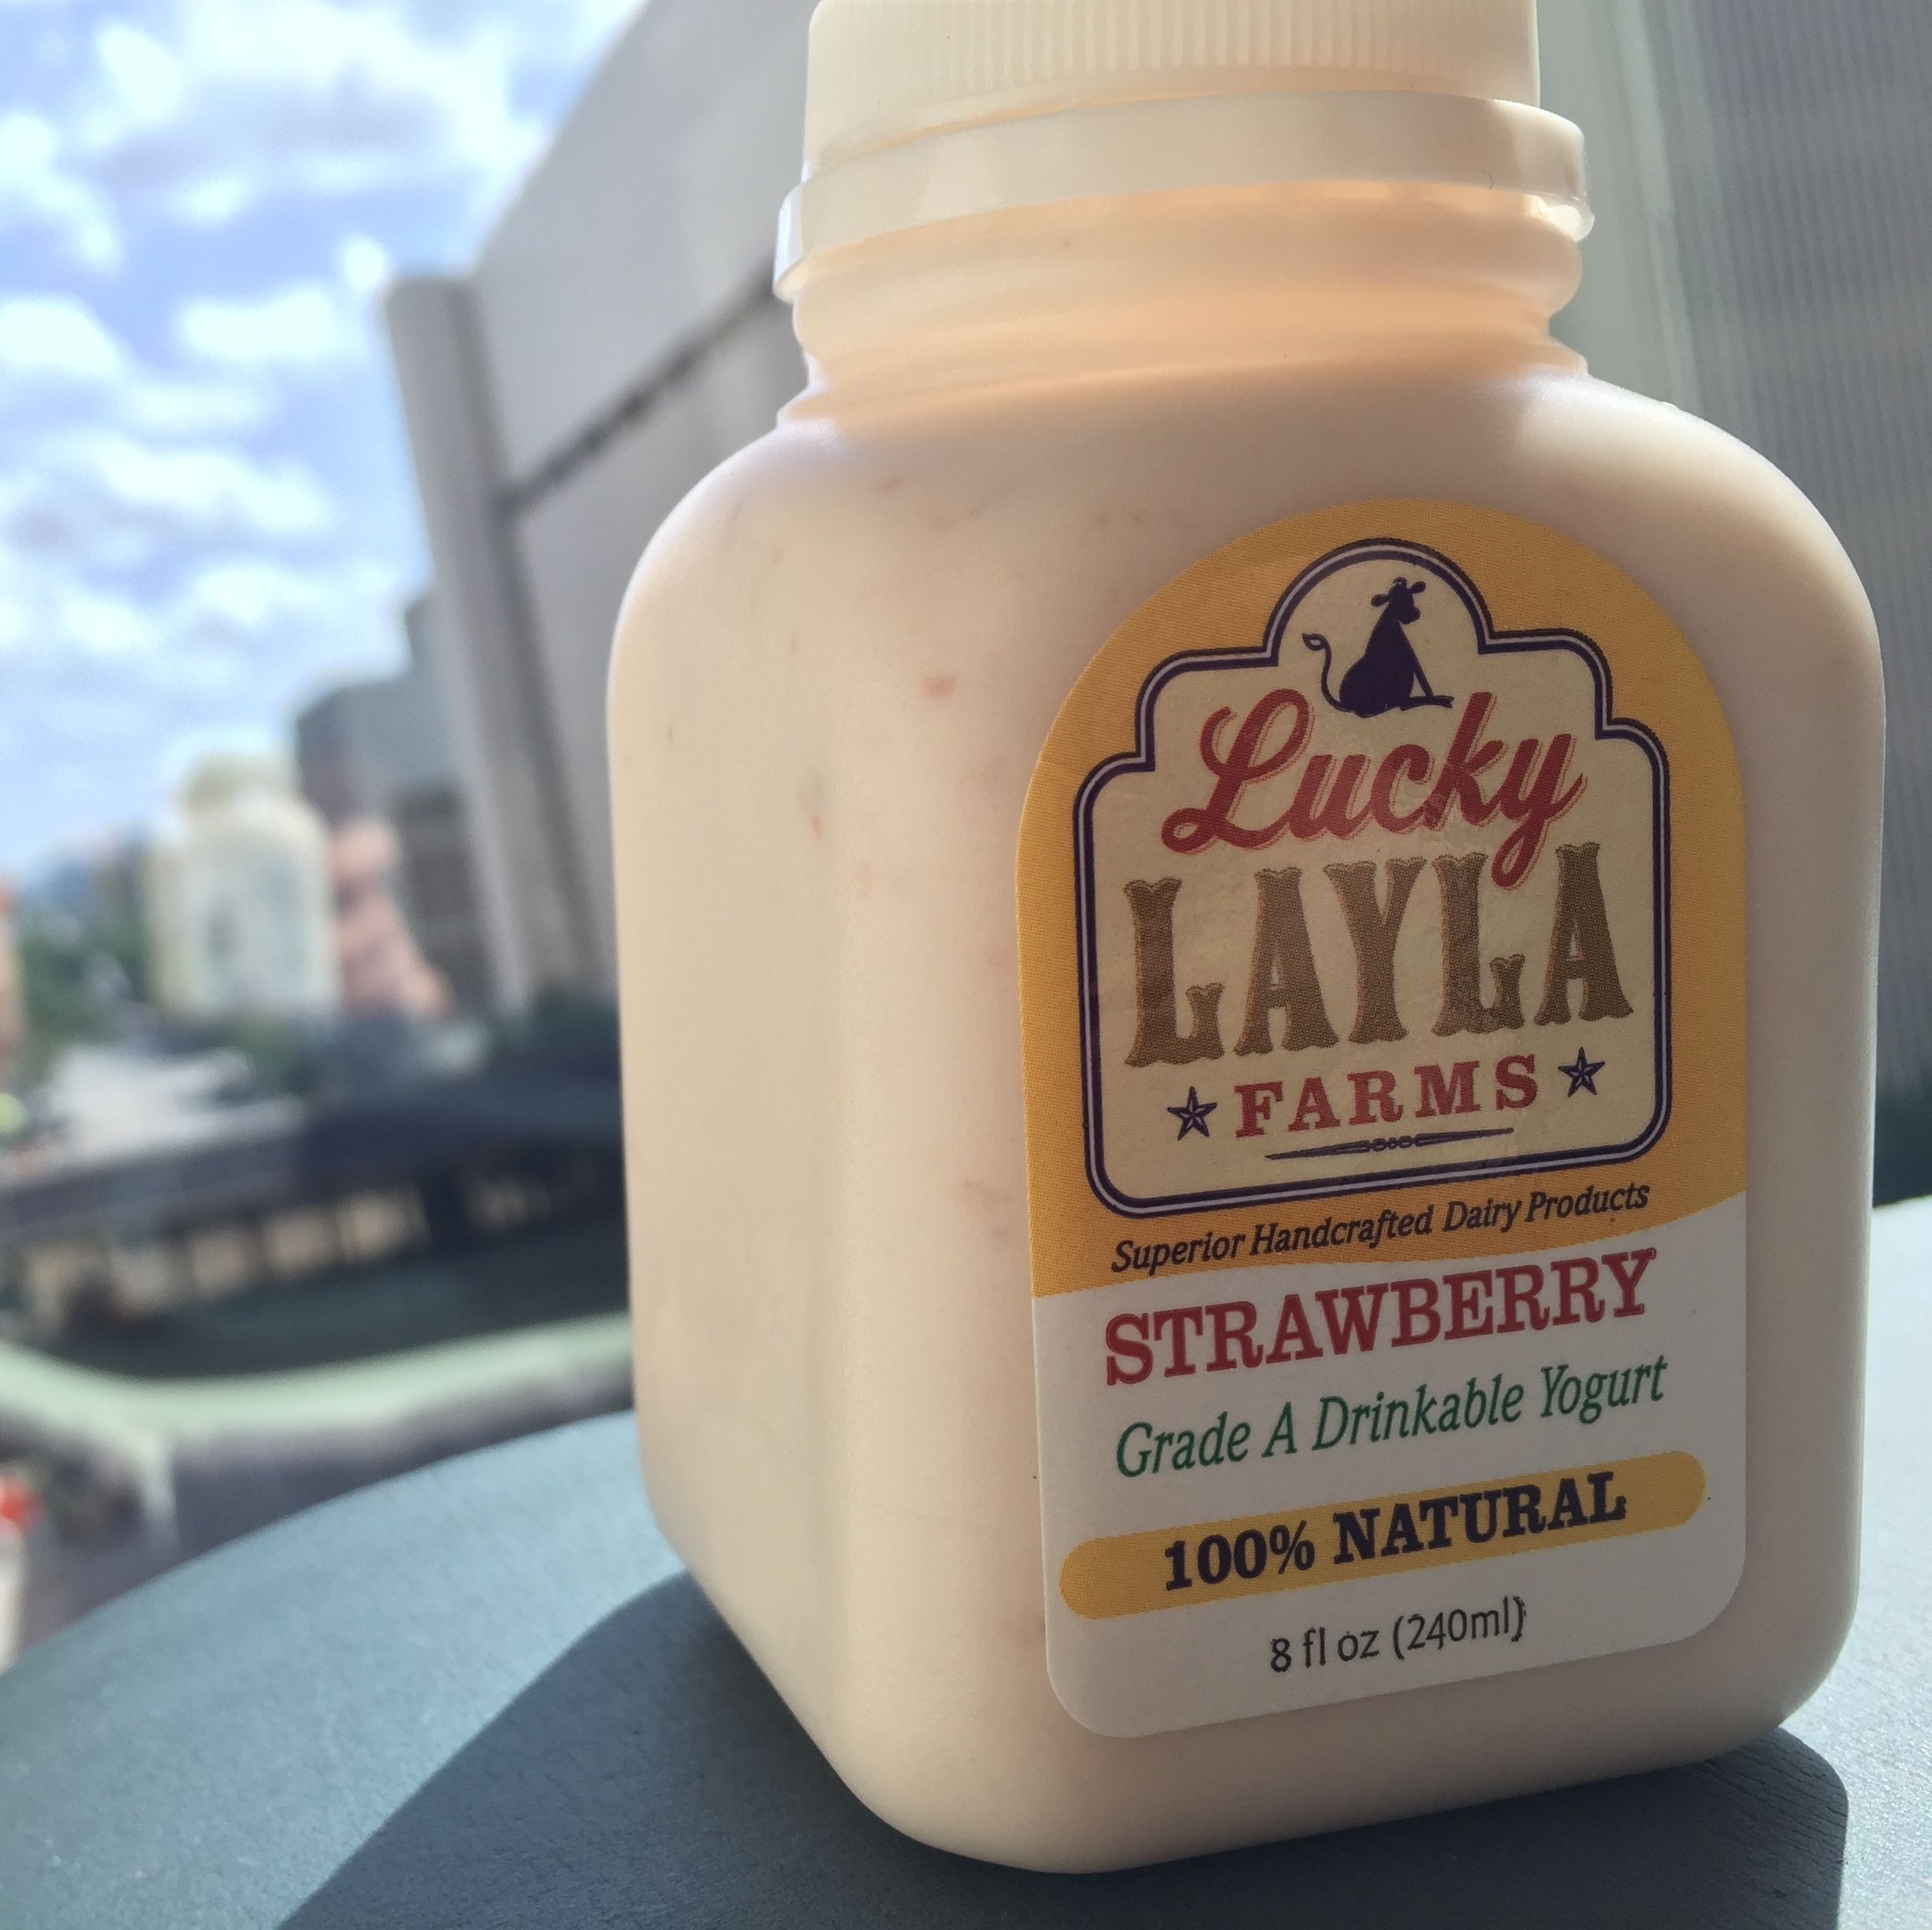 Lucky
LAYLA
FARMS
Superior Handcrafted Dairy Products
STRAWBERRY
Grade A Drinkable Yogurt
100% NATURAL
8 fl oz (240ml)